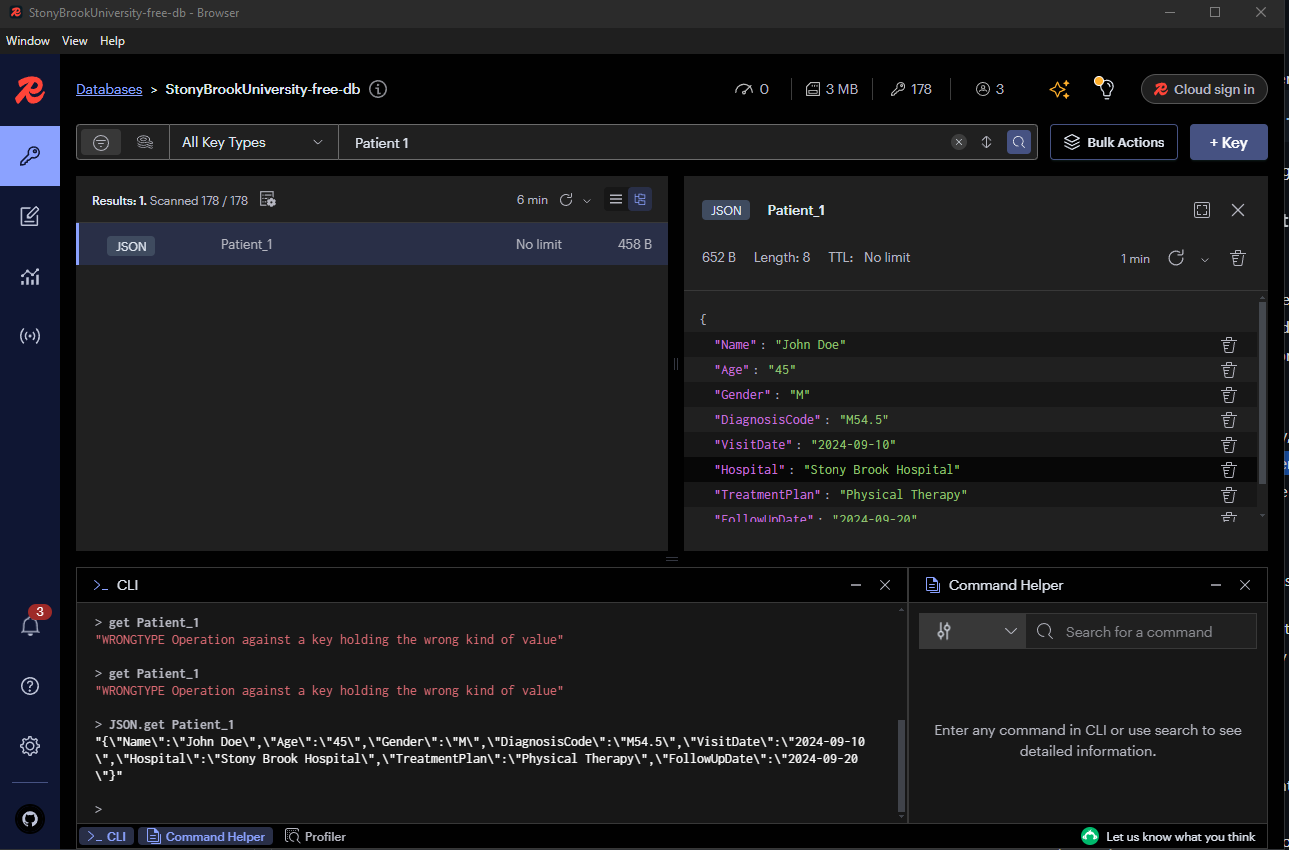 StonyBrookUniversity-free-db - Browser
Window View Help
Databases > StonyBrookUniversity-free-db
0 3 MB 178 3 Cloud sign in
All Key Types Patient 1 Bulk Actions + Key
Results: 1. Scanned 178 / 178 6 min
JSON Patient_1 No limit 458 B
JSON Patient_1
652 B Length: 8 TTL: No limit 1 min
{
"Name": "John Doe"
"Age": "45"
"Gender": "M"
"DiagnosisCode": "M54.5"
"VisitDate": "2024-09-10"
"Hospital": "Stony Brook Hospital"
"TreatmentPlan": "Physical Therapy"
"FollowUpDate": "2024-09-20"
3
>_ CLI
> get Patient_1
"WRONGTYPE Operation against a key holding the wrong kind of value"
> get Patient_1
"WRONGTYPE Operation against a key holding the wrong kind of value"
> JSON.get Patient_1
"{\"Name\":\"John Doe\",\"Age\":\"45\",\"Gender\":\"M\",\"DiagnosisCode\":\"M54.5\",\"VisitDate\":\"2024-09-10
\",\"Hospital\":\"Stony Brook Hospital\",\"TreatmentPlan\":\"Physical Therapy\",\"FollowUpDate\":\"2024-09-20
\"}"
>
Command Helper
Search for a command
Enter any command in CLI or use search to see
detailed information.
>_ CLI Command Helper Profiler Let us know what you think